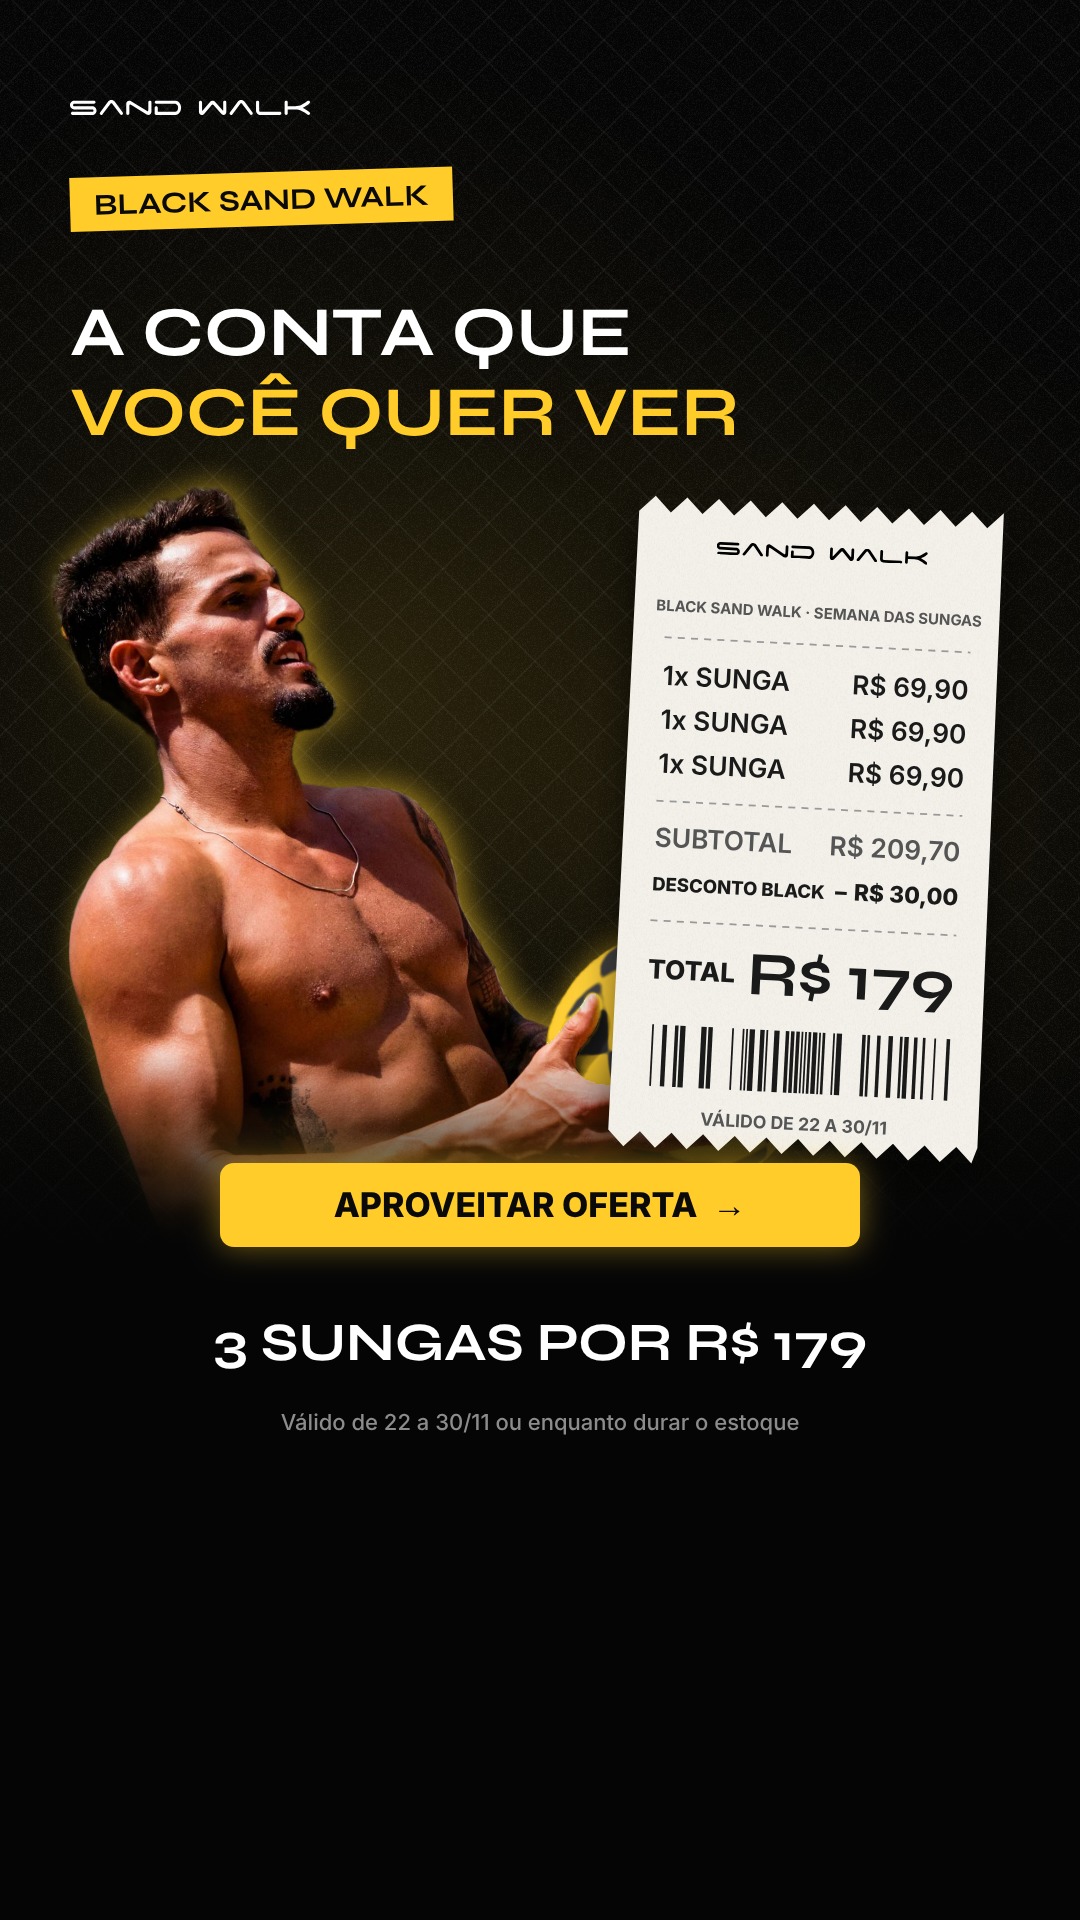 SAND WALK
BLACK SAND WALK
A CONTA QUE
VOCÊ QUER VER
SAND WALK
BLACK SAND WALK · SEMANA DAS SUNGAS
1x SUNGA R$ 69,90
1x SUNGA R$ 69,90
1x SUNGA R$ 69,90
SUBTOTAL R$ 209,70
DESCONTO BLACK – R$ 30,00
TOTAL R$ 179
VÁLIDO DE 22 A 30/11
APROVEITAR OFERTA →
3 SUNGAS POR R$ 179
Válido de 22 a 30/11 ou enquanto durar o estoque